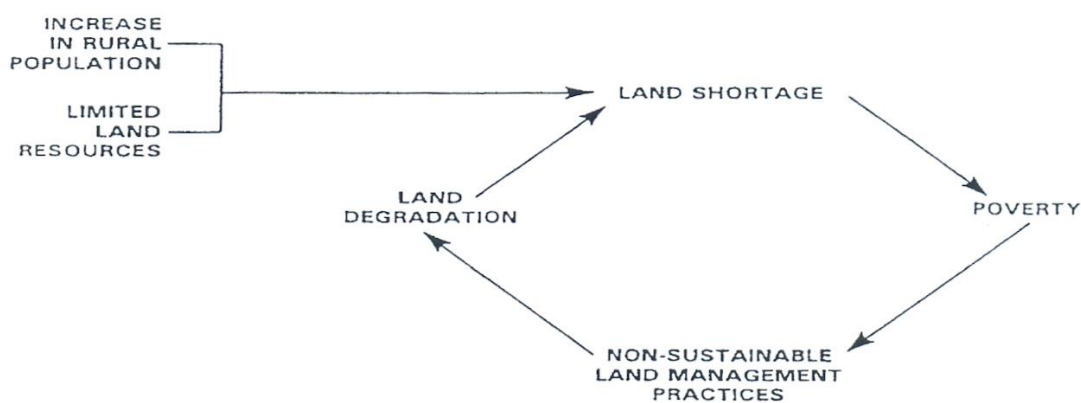 INCREASE
IN RURAL
POPULATION
LIMITED
LAND
RESOURCES
LAND SHORTAGE
LAND
DEGRADATION
POVERTY
NON-SUSTAINABLE
LAND MANAGEMENT
PRACTICES